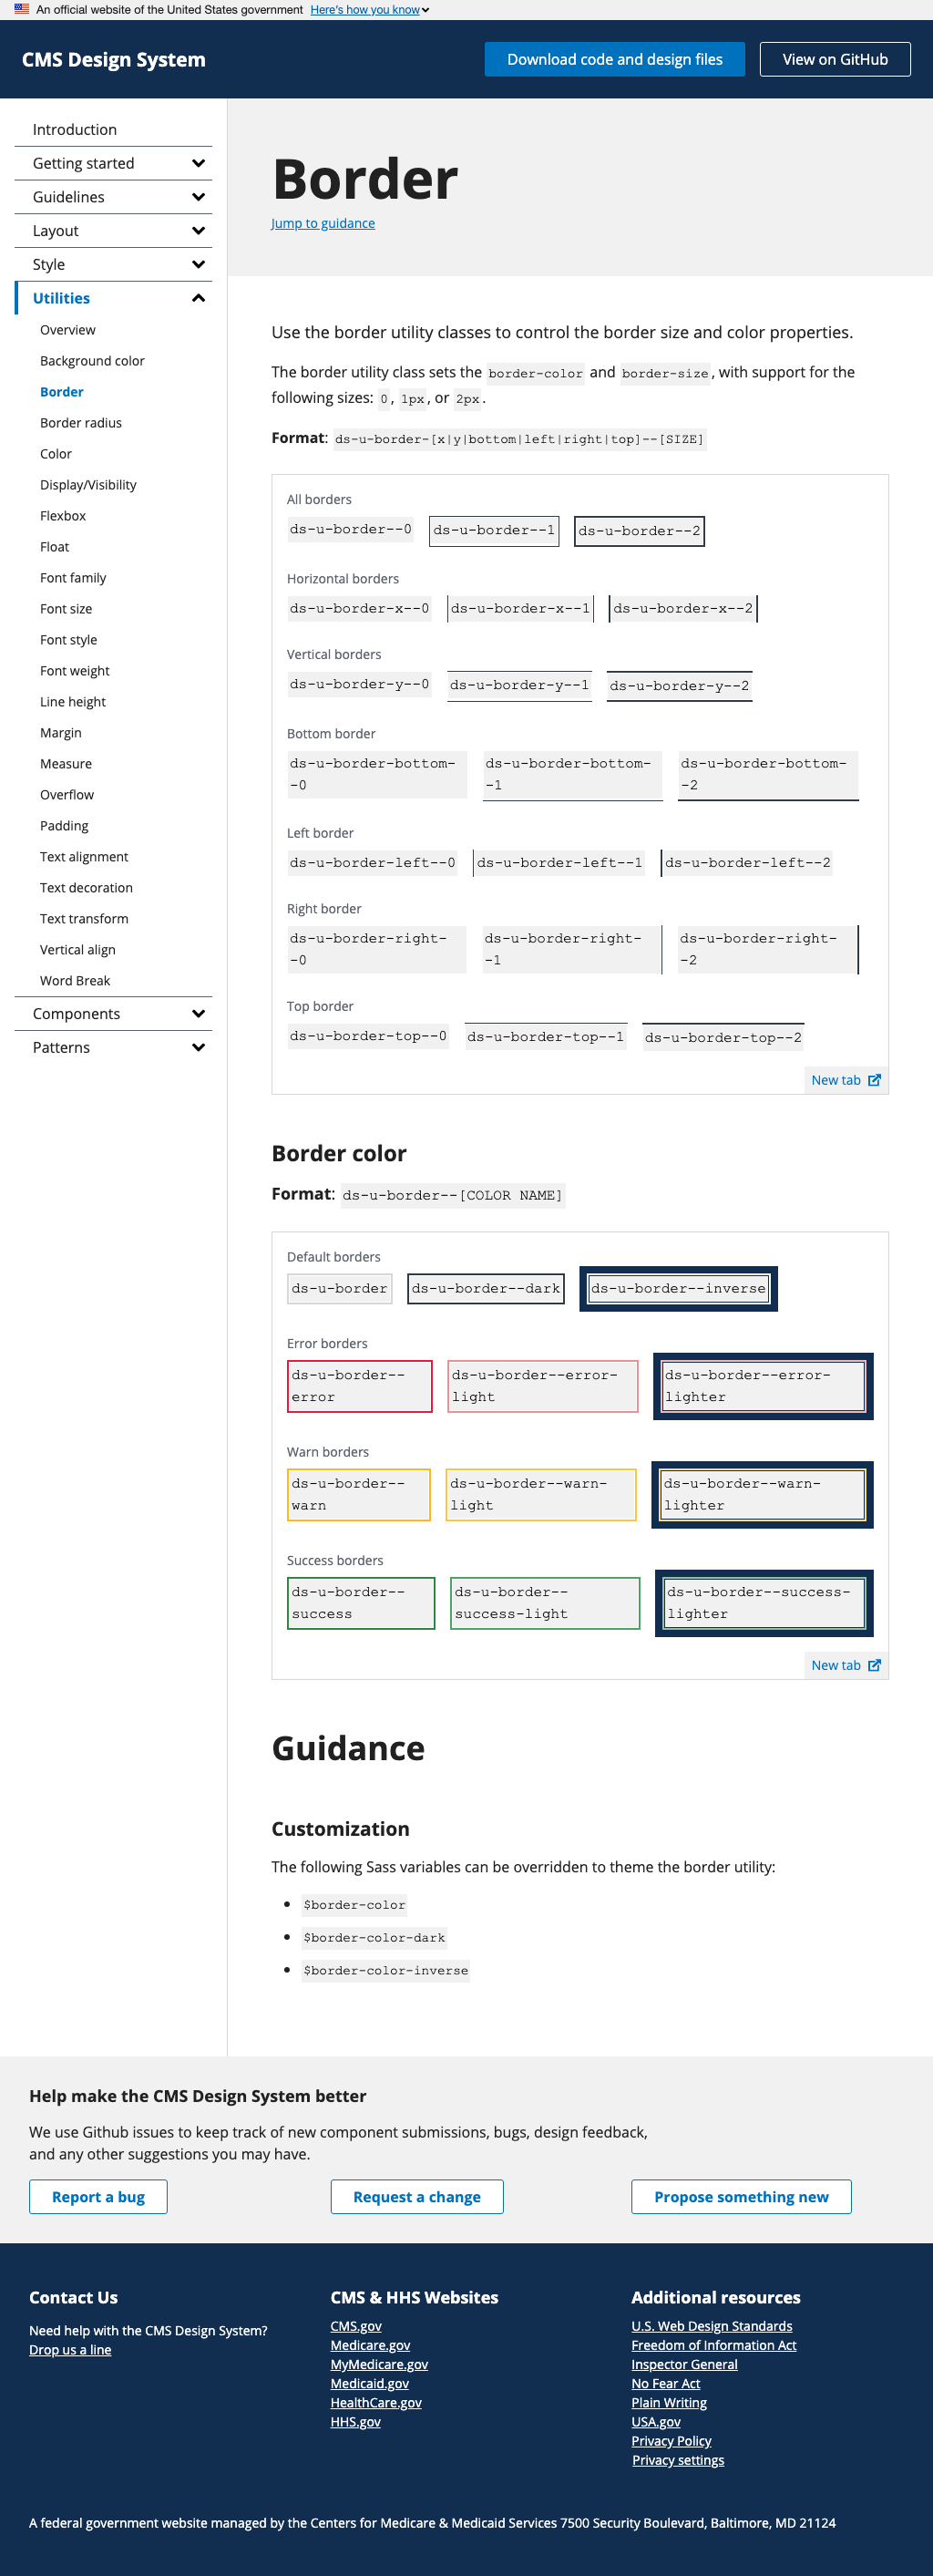 An official website of the United States government Here's how you know
CMS Design System
Download code and design files
View on GitHub
Introduction
Getting started
Guidelines
Layout
Style
Utilities
Overview
Background color
Border
Border radius
Color
Display/Visibility
Flexbox
Float
Font family
Font size
Font style
Font weight
Line height
Margin
Measure
Overflow
Padding
Text alignment
Text decoration
Text transform
Vertical align
Word Break
Components
Patterns
Border
Jump to guidance
Use the border utility classes to control the border size and color properties.
The border utility class sets the border-color and border-size, with support for the
following sizes: 0, 1px, or 2px.
Format: ds-u-border-[x|y|bottom|left|right|top]--[SIZE]
All borders
ds-u-border--0 ds-u-border--1 ds-u-border--2
Horizontal borders
ds-u-border-x--0 ds-u-border-x--1 ds-u-border-x--2
Vertical borders
ds-u-border-y--0 ds-u-border-y--1 ds-u-border-y--2
Bottom border
ds-u-border-bottom-
-0
ds-u-border-bottom-
-1
ds-u-border-bottom-
-2
Left border
ds-u-border-left--0 ds-u-border-left--1 ds-u-border-left--2
Right border
ds-u-border-right-
-0
ds-u-border-right-
-1
ds-u-border-right-
-2
Top border
ds-u-border-top--0 ds-u-border-top--1 ds-u-border-top--2
New tab
Border color
Format: ds-u-border--[COLOR NAME]
Default borders
ds-u-border ds-u-border--dark ds-u-border--inverse
Error borders
ds-u-border--
error
ds-u-border--error-
light
ds-u-border--error-
lighter
Warn borders
ds-u-border--
warn
ds-u-border--warn-
light
ds-u-border--warn-
lighter
Success borders
ds-u-border--
success
ds-u-border--
success-light
ds-u-border--success-
lighter
New tab
Guidance
Customization
The following Sass variables can be overridden to theme the border utility:
$border-color
$border-color-dark
$border-color-inverse
Help make the CMS Design System better
We use Github issues to keep track of new component submissions, bugs, design feedback,
and any other suggestions you may have.
Report a bug
Request a change
Propose something new
Contact Us
Need help with the CMS Design System?
Drop us a line
CMS & HHS Websites
CMS.gov
Medicare.gov
MyMedicare.gov
Medicaid.gov
HealthCare.gov
HHS.gov
Additional resources
U.S. Web Design Standards
Freedom of Information Act
Inspector General
No Fear Act
Plain Writing
USA.gov
Privacy Policy
Privacy settings
A federal government website managed by the Centers for Medicare & Medicaid Services 7500 Security Boulevard, Baltimore, MD 21124